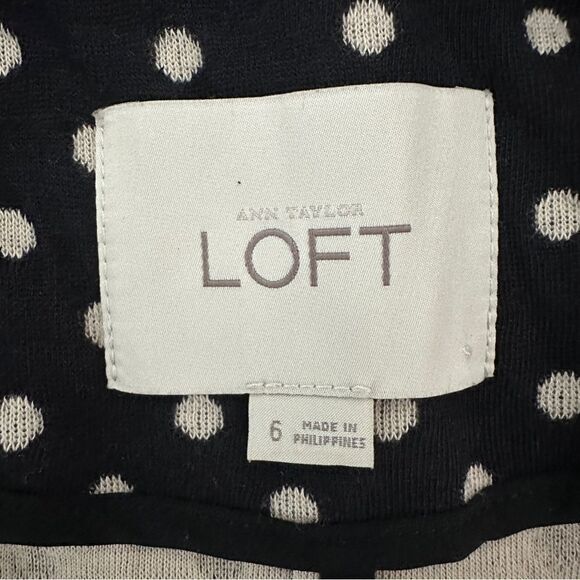 ANN TAYLOR
LOFT
6
MADE IN
PHILIPPINES